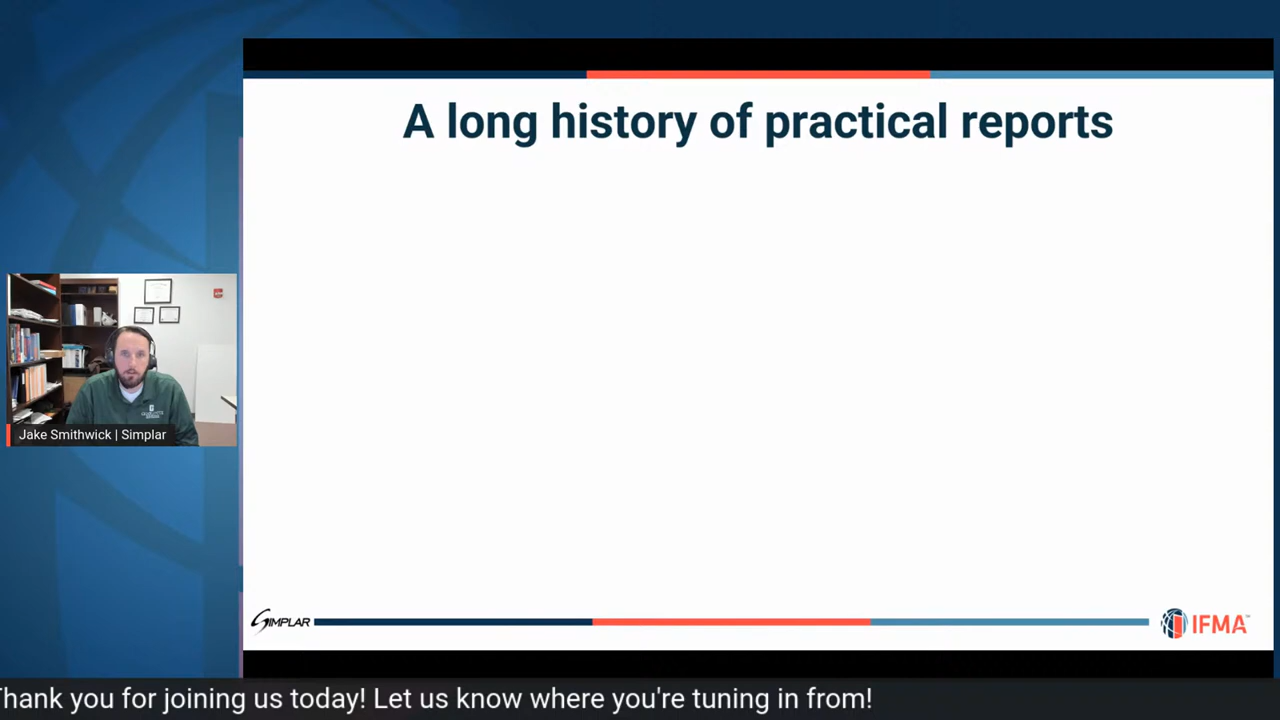 A long history of practical reports
Jake Smithwick | Simplar
SIMPLAR
IFMA™
Thank you for joining us today! Let us know where you're tuning in from!